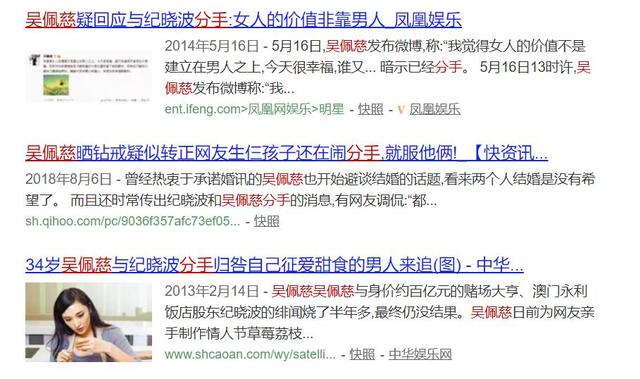 吴佩慈疑回应与纪晓波分手:女人的价值非靠男人_凤凰娱乐
2014年5月16日 - 5月16日,吴佩慈发布微博,称:“我觉得女人的价值不是
建立在男人之上,今天很幸福,谁又... 暗示已经分手。 5月16日13时许,吴
佩慈发布微博称:“我...
ent.ifeng.com>凤凰网娱乐>明星 - 快照 - V 凤凰娱乐
吴佩慈晒钻戒疑似转正网友生仨孩子还在闹分手,就服他俩!_【快资讯...
2018年8月6日 - 曾经热衷于承诺婚讯的吴佩慈也开始避谈结婚的话题,看来两个人结婚是没有希
望了。 而且还时常传出纪晓波和吴佩慈分手的消息,有网友调侃:“都...
sh.qihoo.com/pc/9036f357afc73ef05... - 快照
34岁吴佩慈与纪晓波分手归咎自己征爱甜食的男人来追(图) - 中华...
2013年2月14日 - 吴佩慈吴佩慈与身价约百亿元的赌场大亨、澳门永利
饭店股东纪晓波的绯闻烧了半年多,最终仍没结果。吴佩慈日前为网友亲
手制作情人节草莓荔枝...
www.shcaoan.com/wy/satelli... - 快照 - 中华娱乐网